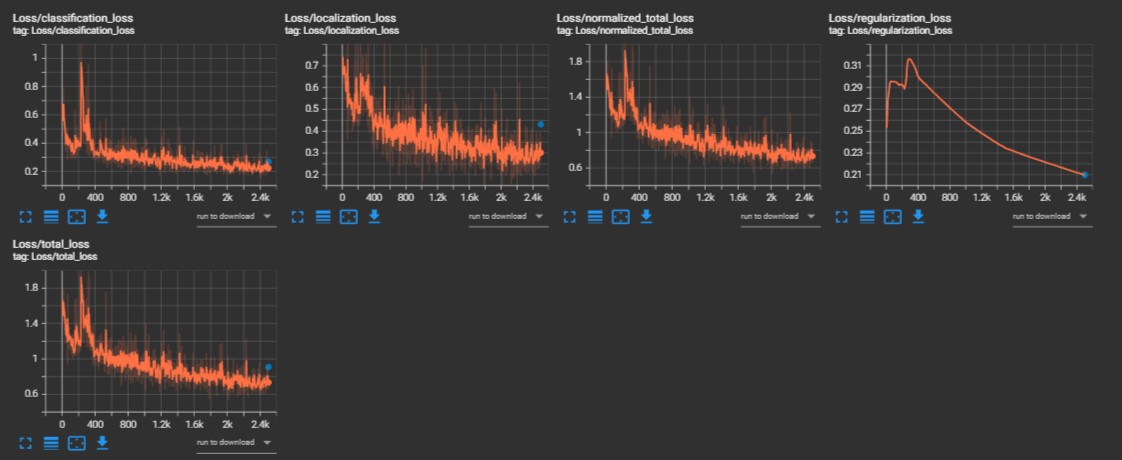 Loss/classification_loss
tag: Loss/classification_loss
1
0.8
0.6
0.4
0.2
0 400 800 1.2k 1.6k 2k 2.4k
run to download
Loss/localization_loss
tag: Loss/localization_loss
0.7
0.6
0.5
0.4
0.3
0.2
0 400 800 1.2k 1.6k 2k 2.4k
run to download
Loss/normalized_total_loss
tag: Loss/normalized_total_loss
1.8
1.4
1
0.6
0 400 800 1.2k 1.6k 2k 2.4k
run to download
Loss/regularization_loss
tag: Loss/regularization_loss
0.31
0.29
0.27
0.25
0.23
0.21
0 400 800 1.2k 1.6k 2k 2.4k
run to download
Loss/total_loss
tag: Loss/total_loss
1.8
1.4
1
0.6
0 400 800 1.2k 1.6k 2k 2.4k
run to download